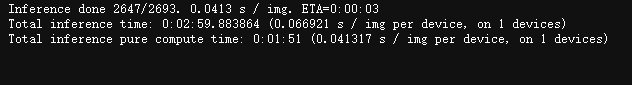 Inference done 2647/2693. 0.0413 s / img. ETA=0:00:03
Total inference time: 0:02:59.883864 (0.066921 s / img per device, on 1 devices)
Total inference pure compute time: 0:01:51 (0.041317 s / img per device, on 1 devices)